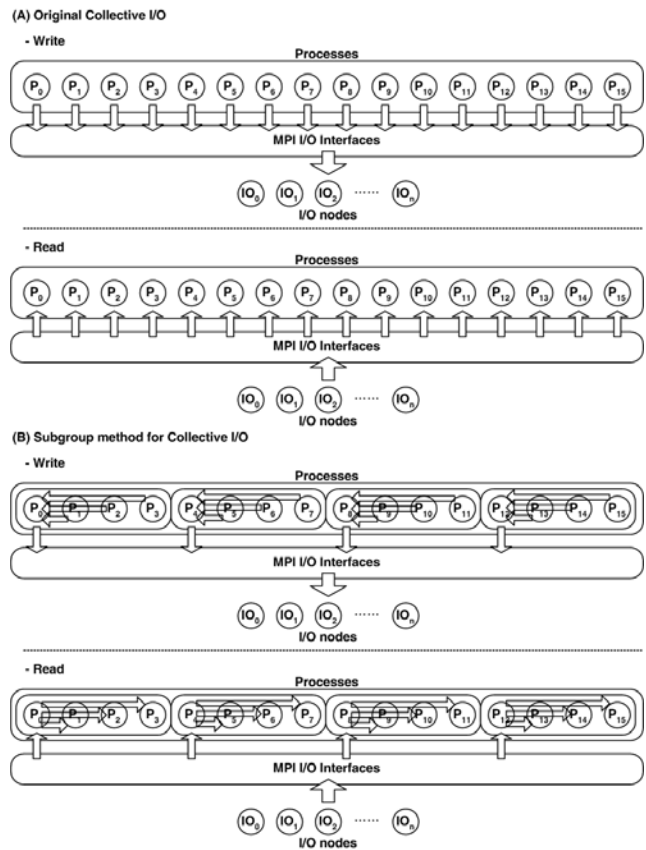 (A) Original Collective I/O
- Write
Processes
P0 P1 P2 P3 P4 P5 P6 P7 P8 P9 P10 P11 P12 P13 P14 P15
MPI I/O Interfaces
IO0 IO1 IO2 ...... IOn
I/O nodes
- Read
Processes
P0 P1 P2 P3 P4 P5 P6 P7 P8 P9 P10 P11 P12 P13 P14 P15
MPI I/O Interfaces
IO0 IO1 IO2 ...... IOn
I/O nodes
(B) Subgroup method for Collective I/O
- Write
Processes
P0 P1 P2 P3 P4 P5 P6 P7 P8 P9 P10 P11 P12 P13 P14 P15
MPI I/O Interfaces
IO0 IO1 IO2 ...... IOn
I/O nodes
- Read
Processes
P P1 P2 P3 P P5 P6 P7 P P9 P10 P11 P1 P13 P14 P15
MPI I/O Interfaces
IO0 IO1 IO2 ...... IOn
I/O nodes